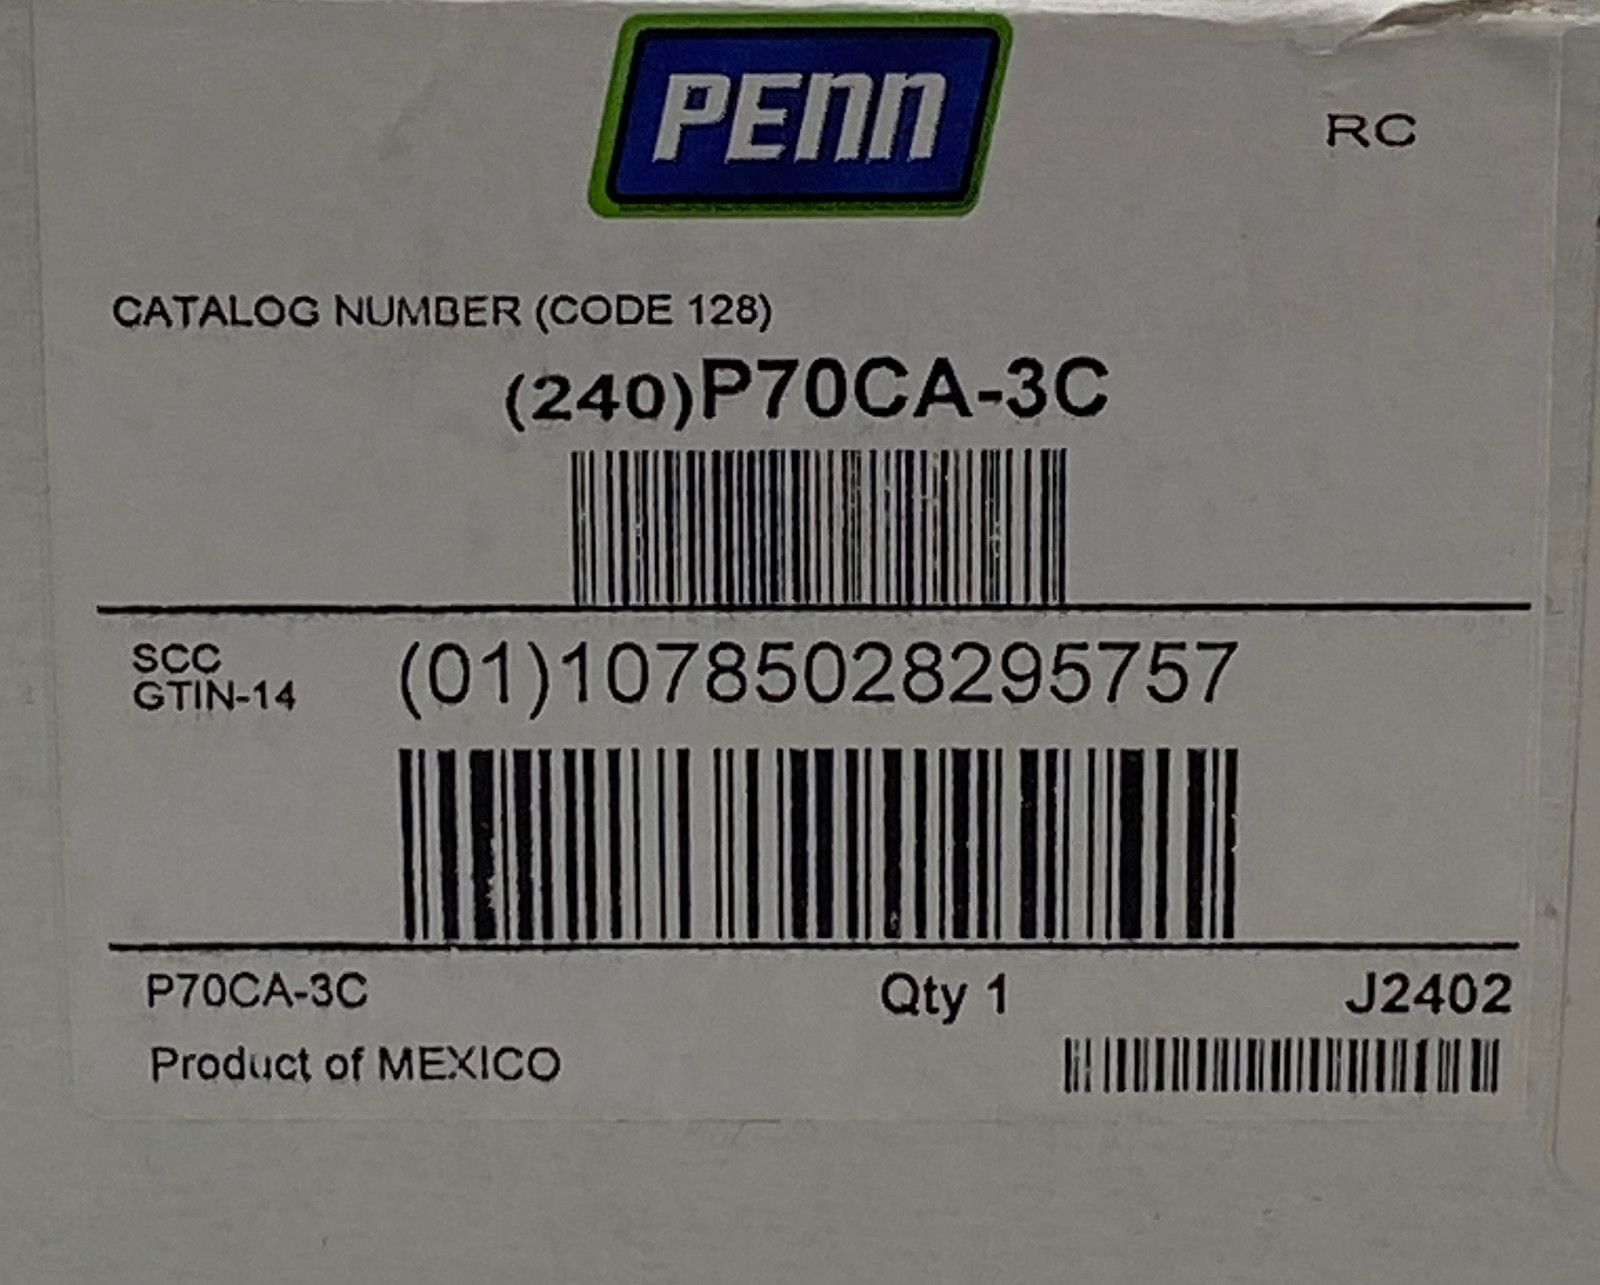 PENN
RC
CATALOG NUMBER (CODE 128)
(240)P70CA-3C
SCC
GTIN-14
(01)10785028295757
P70CA-3C
Qty 1
J2402
Product of MEXICO